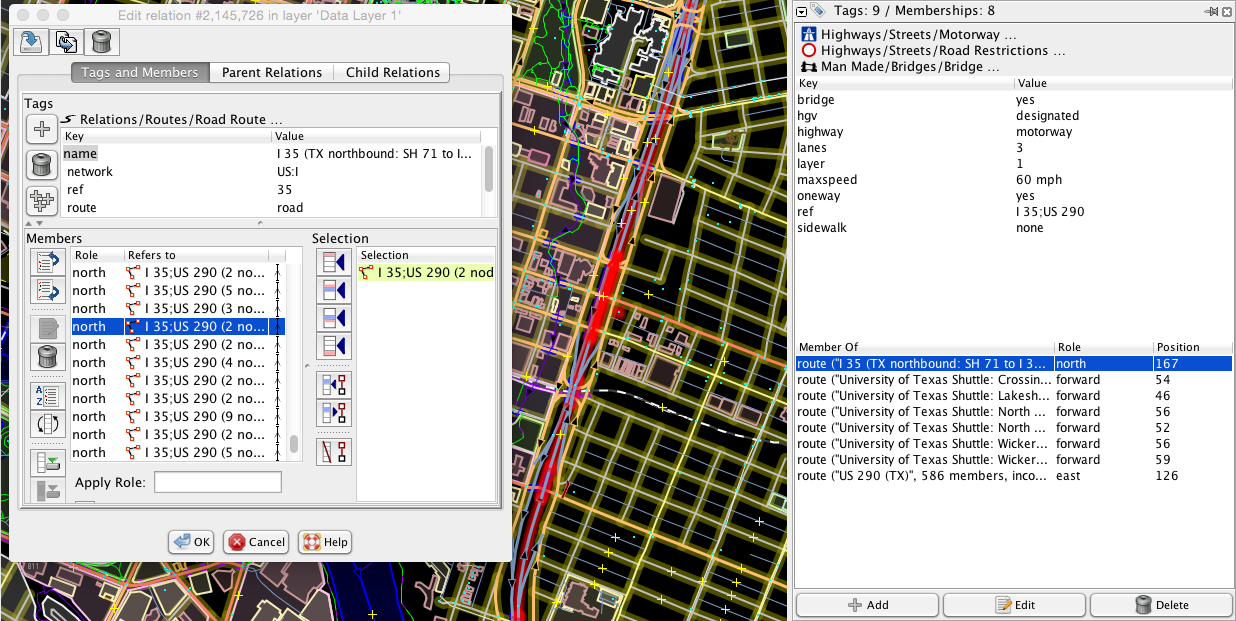 Edit relation #2,145,726 in layer 'Data Layer 1'
Tags and Members
Parent Relations
Child Relations
Tags
Relations/Routes/Road Route ...
Key Value
name I 35 (TX northbound: SH 71 to I...
network US:I
ref 35
route road
Members
Role Refers to
north I 35;US 290 (2 no...
north I 35;US 290 (5 no...
north I 35;US 290 (3 no...
north I 35;US 290 (2 no...
north I 35;US 290 (2 no...
north I 35;US 290 (4 no...
north I 35;US 290 (2 no...
north I 35;US 290 (2 no...
north I 35;US 290 (9 no...
north I 35;US 290 (2 no...
north I 35;US 290 (5 no...
Apply Role:
Selection
Selection
I 35;US 290 (2 nod
OK
Cancel
Help
811
Tags: 9 / Memberships: 8
Highways/Streets/Motorway ...
Highways/Streets/Road Restrictions ...
Man Made/Bridges/Bridge ...
Key Value
bridge yes
hgv designated
highway motorway
lanes 3
layer 1
maxspeed 60 mph
oneway yes
ref I 35;US 290
sidewalk none
Member Of Role Position
route ("I 35 (TX northbound: SH 71 to I 3... north 167
route ("University of Texas Shuttle: Crossin... forward 54
route ("University of Texas Shuttle: Lakesh... forward 46
route ("University of Texas Shuttle: North ... forward 56
route ("University of Texas Shuttle: North ... forward 52
route ("University of Texas Shuttle: Wicker... forward 56
route ("University of Texas Shuttle: Wicker... forward 59
route ("US 290 (TX)", 586 members, inco... east 126
Add
Edit
Delete